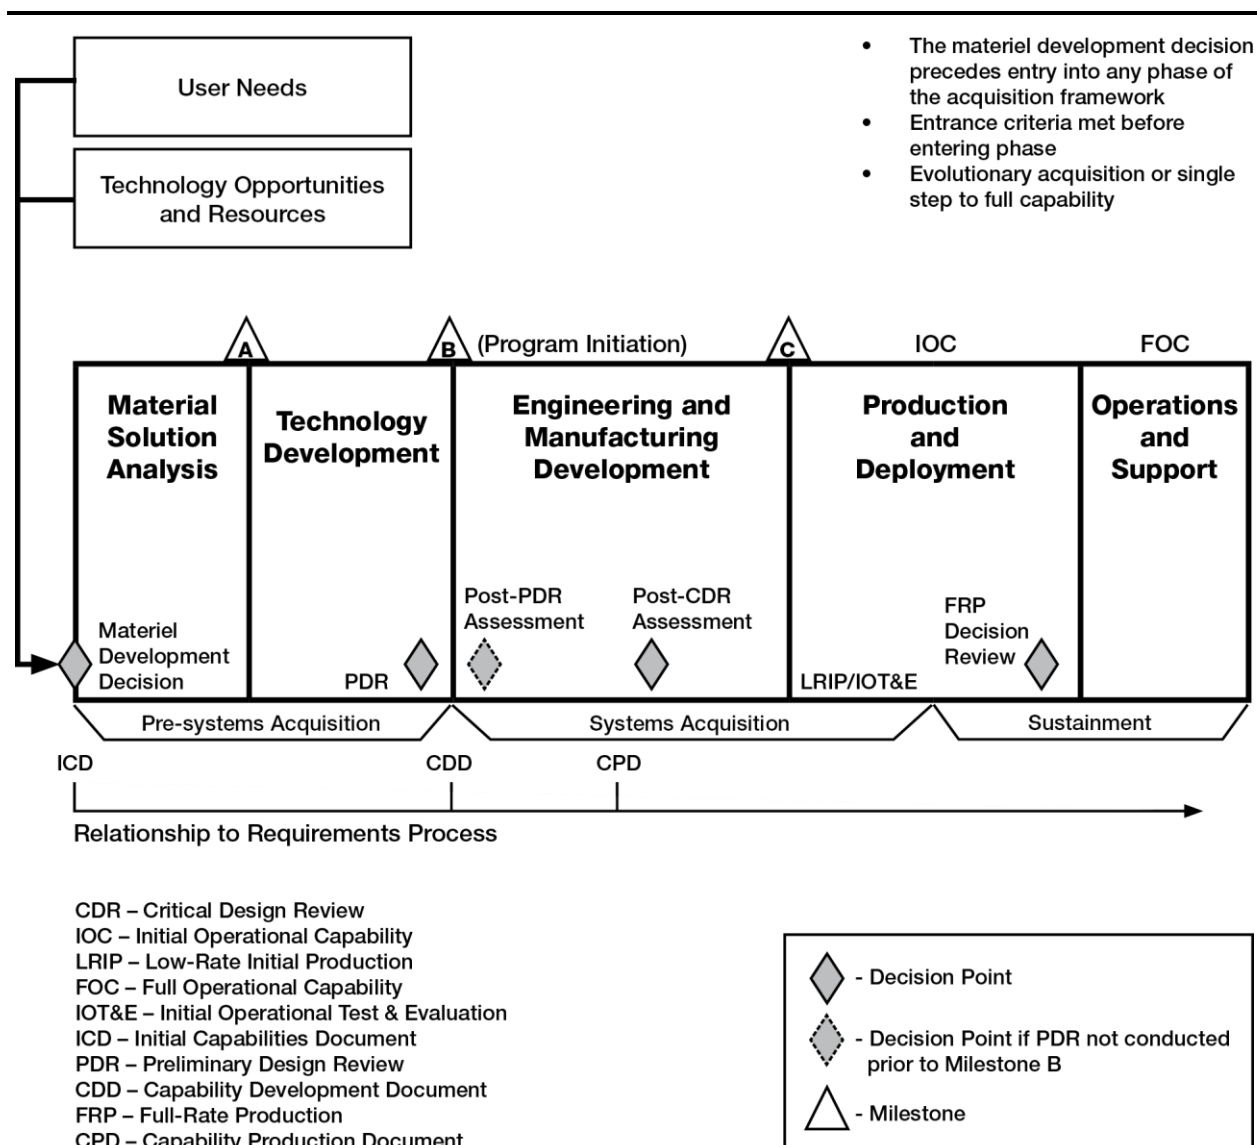 User Needs
Technology Opportunities
and Resources
• The materiel development decision
precedes entry into any phase of
the acquisition framework
• Entrance criteria met before
entering phase
• Evolutionary acquisition or single
step to full capability
A
B
(Program Initiation)
C
IOC
FOC
Material
Solution
Analysis
Technology
Development
Engineering and
Manufacturing
Development
Production
and
Deployment
Operations
and
Support
Materiel
Development
Decision
PDR
Post-PDR
Assessment
Post-CDR
Assessment
LRIP/IOT&E
FRP
Decision
Review
Pre-systems Acquisition
Systems Acquisition
Sustainment
ICD
CDD
CPD
Relationship to Requirements Process
CDR – Critical Design Review
IOC – Initial Operational Capability
LRIP – Low-Rate Initial Production
FOC – Full Operational Capability
IOT&E – Initial Operational Test & Evaluation
ICD – Initial Capabilities Document
PDR – Preliminary Design Review
CDD – Capability Development Document
FRP – Full-Rate Production
CPD – Capability Production Document
- Decision Point
- Decision Point if PDR not conducted
prior to Milestone B
- Milestone